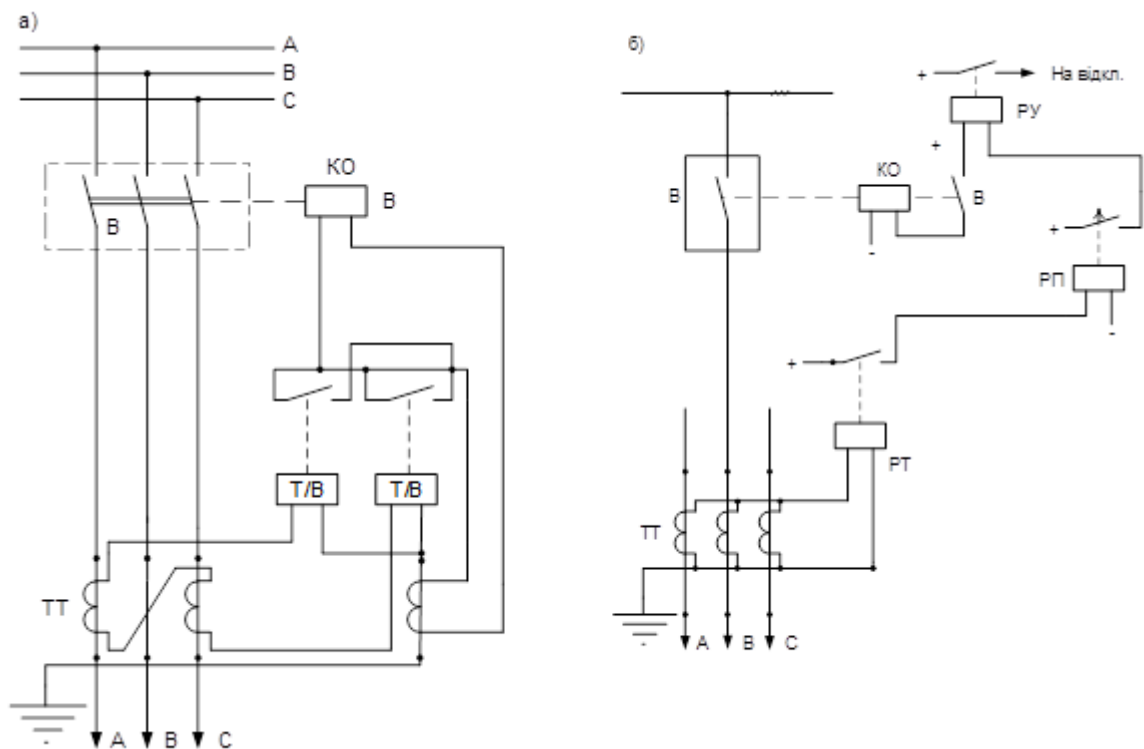 а)
А
В
С
КО
В
В
Т/В
Т/В
ТТ
А
В
С
-
б)
+
На відкл.
РУ
+
КО
В
В
-
+
РП
-
+
РТ
ТТ
-
А
В
С